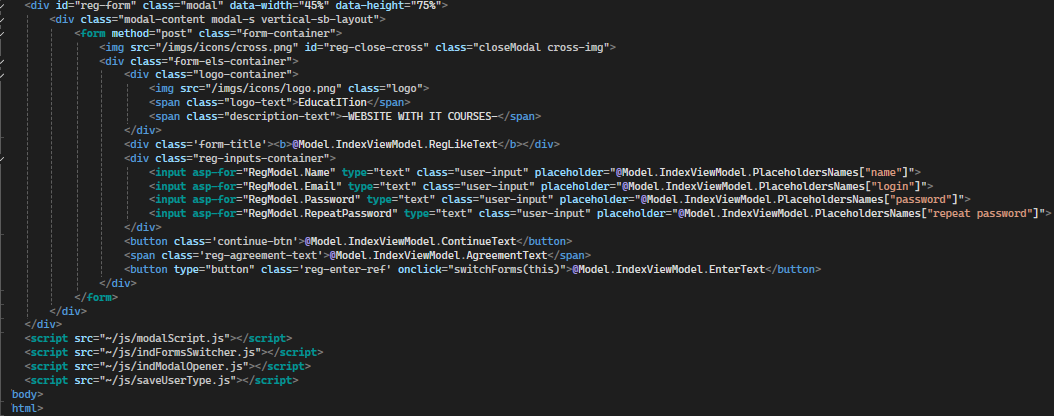 <div id="reg-form" class="modal" data-width="45%" data-height="75%">
<div class="modal-content modal-s vertical-sb-layout">
<form method="post" class="form-container">
<img src="/imgs/icons/cross.png" id="reg-close-cross" class="closeModal cross-img">
<div class="form-els-container">
<div class="logo-container">
<img src="/imgs/icons/logo.png" class="logo">
<span class="logo-text">EducatITion</span>
<span class="description-text">-WEBSITE WITH IT COURSES-</span>
</div>
<div class='form-title'><b>@Model.IndexViewModel.RegLikeText</b></div>
<div class="reg-inputs-container">
<input asp-for="RegModel.Name" type="text" class="user-input" placeholder="@Model.IndexViewModel.PlaceholdersNames["name"]">
<input asp-for="RegModel.Email" type="text" class="user-input" placeholder="@Model.IndexViewModel.PlaceholdersNames["login"]">
<input asp-for="RegModel.Password" type="text" class="user-input" placeholder="@Model.IndexViewModel.PlaceholdersNames["password"]">
<input asp-for="RegModel.RepeatPassword" type="text" class="user-input" placeholder="@Model.IndexViewModel.PlaceholdersNames["repeat password"]">
</div>
<button class='continue-btn'>@Model.IndexViewModel.ContinueText</button>
<span class='reg-agreement-text'>@Model.IndexViewModel.AgreementText</span>
<button type="button" class='reg-enter-ref' onclick="switchForms(this)">@Model.IndexViewModel.EnterText</button>
</div>
</form>
</div>
</div>
<script src="~/js/modalScript.js"></script>
<script src="~/js/indFormsSwitcher.js"></script>
<script src="~/js/indModalOpener.js"></script>
<script src="~/js/saveUserType.js"></script>
body>
html>